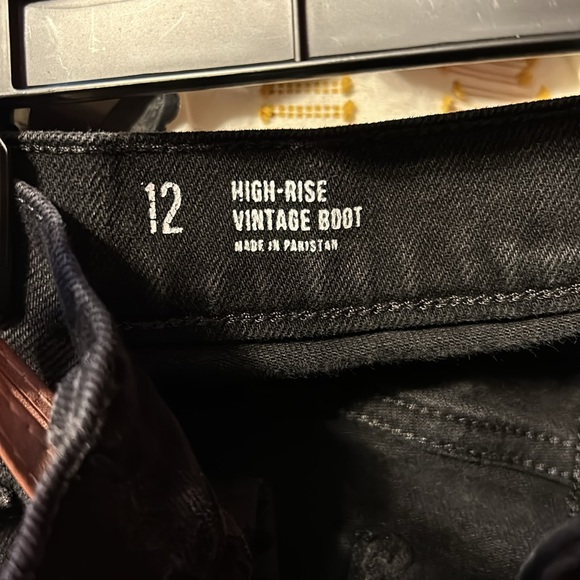 12
HIGH-RISE
VINTAGE BOOT
MADE IN PAKISTAN